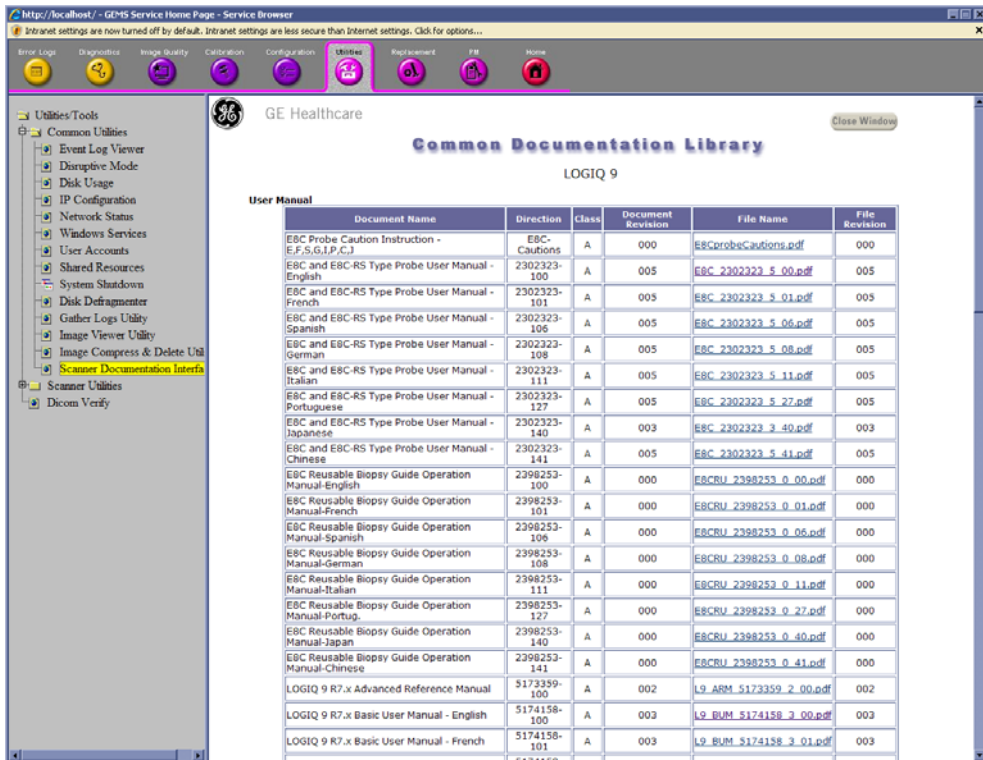 http://localhost/ - GEMS Service Home Page - Service Browser
Intranet settings are now turned off by default. Intranet settings are less secure than Internet settings. Click for options...
Error Logs Diagnostics Image Quality Calibration Configuration Utilities Replacement PM Home
Utilities/Tools
Common Utilities
Event Log Viewer
Disruptive Mode
Disk Usage
IP Configuration
Network Status
Windows Services
User Accounts
Shared Resources
System Shutdown
Disk Defragmenter
Gather Logs Utility
Image Viewer Utility
Image Compress & Delete Util
Scanner Documentation Interfa
Scanner Utilities
Dicom Verify
GE Healthcare
Close Window
Common Documentation Library
LOGIQ 9
User Manual
Document Name Direction Class Document Revision File Name File Revision
E8C Probe Caution Instruction - E,F,S,G,I,P,C,J E8C-Cautions A 000 E8CprobeCautions.pdf 000
E8C and E8C-RS Type Probe User Manual - English 2302323-100 A 005 E8C_2302323_5_00.pdf 005
E8C and E8C-RS Type Probe User Manual - French 2302323-101 A 005 E8C_2302323_5_01.pdf 005
E8C and E8C-RS Type Probe User Manual - Spanish 2302323-106 A 005 E8C_2302323_5_06.pdf 005
E8C and E8C-RS Type Probe User Manual - German 2302323-108 A 005 E8C_2302323_5_08.pdf 005
E8C and E8C-RS Type Probe User Manual - Italian 2302323-111 A 005 E8C_2302323_5_11.pdf 005
E8C and E8C-RS Type Probe User Manual - Portuguese 2302323-127 A 005 E8C_2302323_5_27.pdf 005
E8C and E8C-RS Type Probe User Manual - Japanese 2302323-140 A 003 E8C_2302323_3_40.pdf 003
E8C and E8C-RS Type Probe User Manual - Chinese 2302323-141 A 005 E8C_2302323_5_41.pdf 005
E8C Reusable Biopsy Guide Operation Manual-English 2398253-100 A 000 E8CRU_2398253_0_00.pdf 000
E8C Reusable Biopsy Guide Operation Manual-French 2398253-101 A 000 E8CRU_2398253_0_01.pdf 000
E8C Reusable Biopsy Guide Operation Manual-Spanish 2398253-106 A 000 E8CRU_2398253_0_06.pdf 000
E8C Reusable Biopsy Guide Operation Manual-German 2398253-108 A 000 E8CRU_2398253_0_08.pdf 000
E8C Reusable Biopsy Guide Operation Manual-Italian 2398253-111 A 000 E8CRU_2398253_0_11.pdf 000
E8C Reusable Biopsy Guide Operation Manual-Portug. 2398253-127 A 000 E8CRU_2398253_0_27.pdf 000
E8C Reusable Biopsy Guide Operation Manual-Japan 2398253-140 A 000 E8CRU_2398253_0_40.pdf 000
E8C Reusable Biopsy Guide Operation Manual-Chinese 2398253-141 A 000 E8CRU_2398253_0_41.pdf 000
LOGIQ 9 R7.x Advanced Reference Manual 5173359-100 A 002 L9_ARM_5173359_2_00.pdf 002
LOGIQ 9 R7.x Basic User Manual - English 5174158-100 A 003 L9_BUM_5174158_3_00.pdf 003
LOGIQ 9 R7.x Basic User Manual - French 5174158-101 A 003 L9_BUM_5174158_3_01.pdf 003